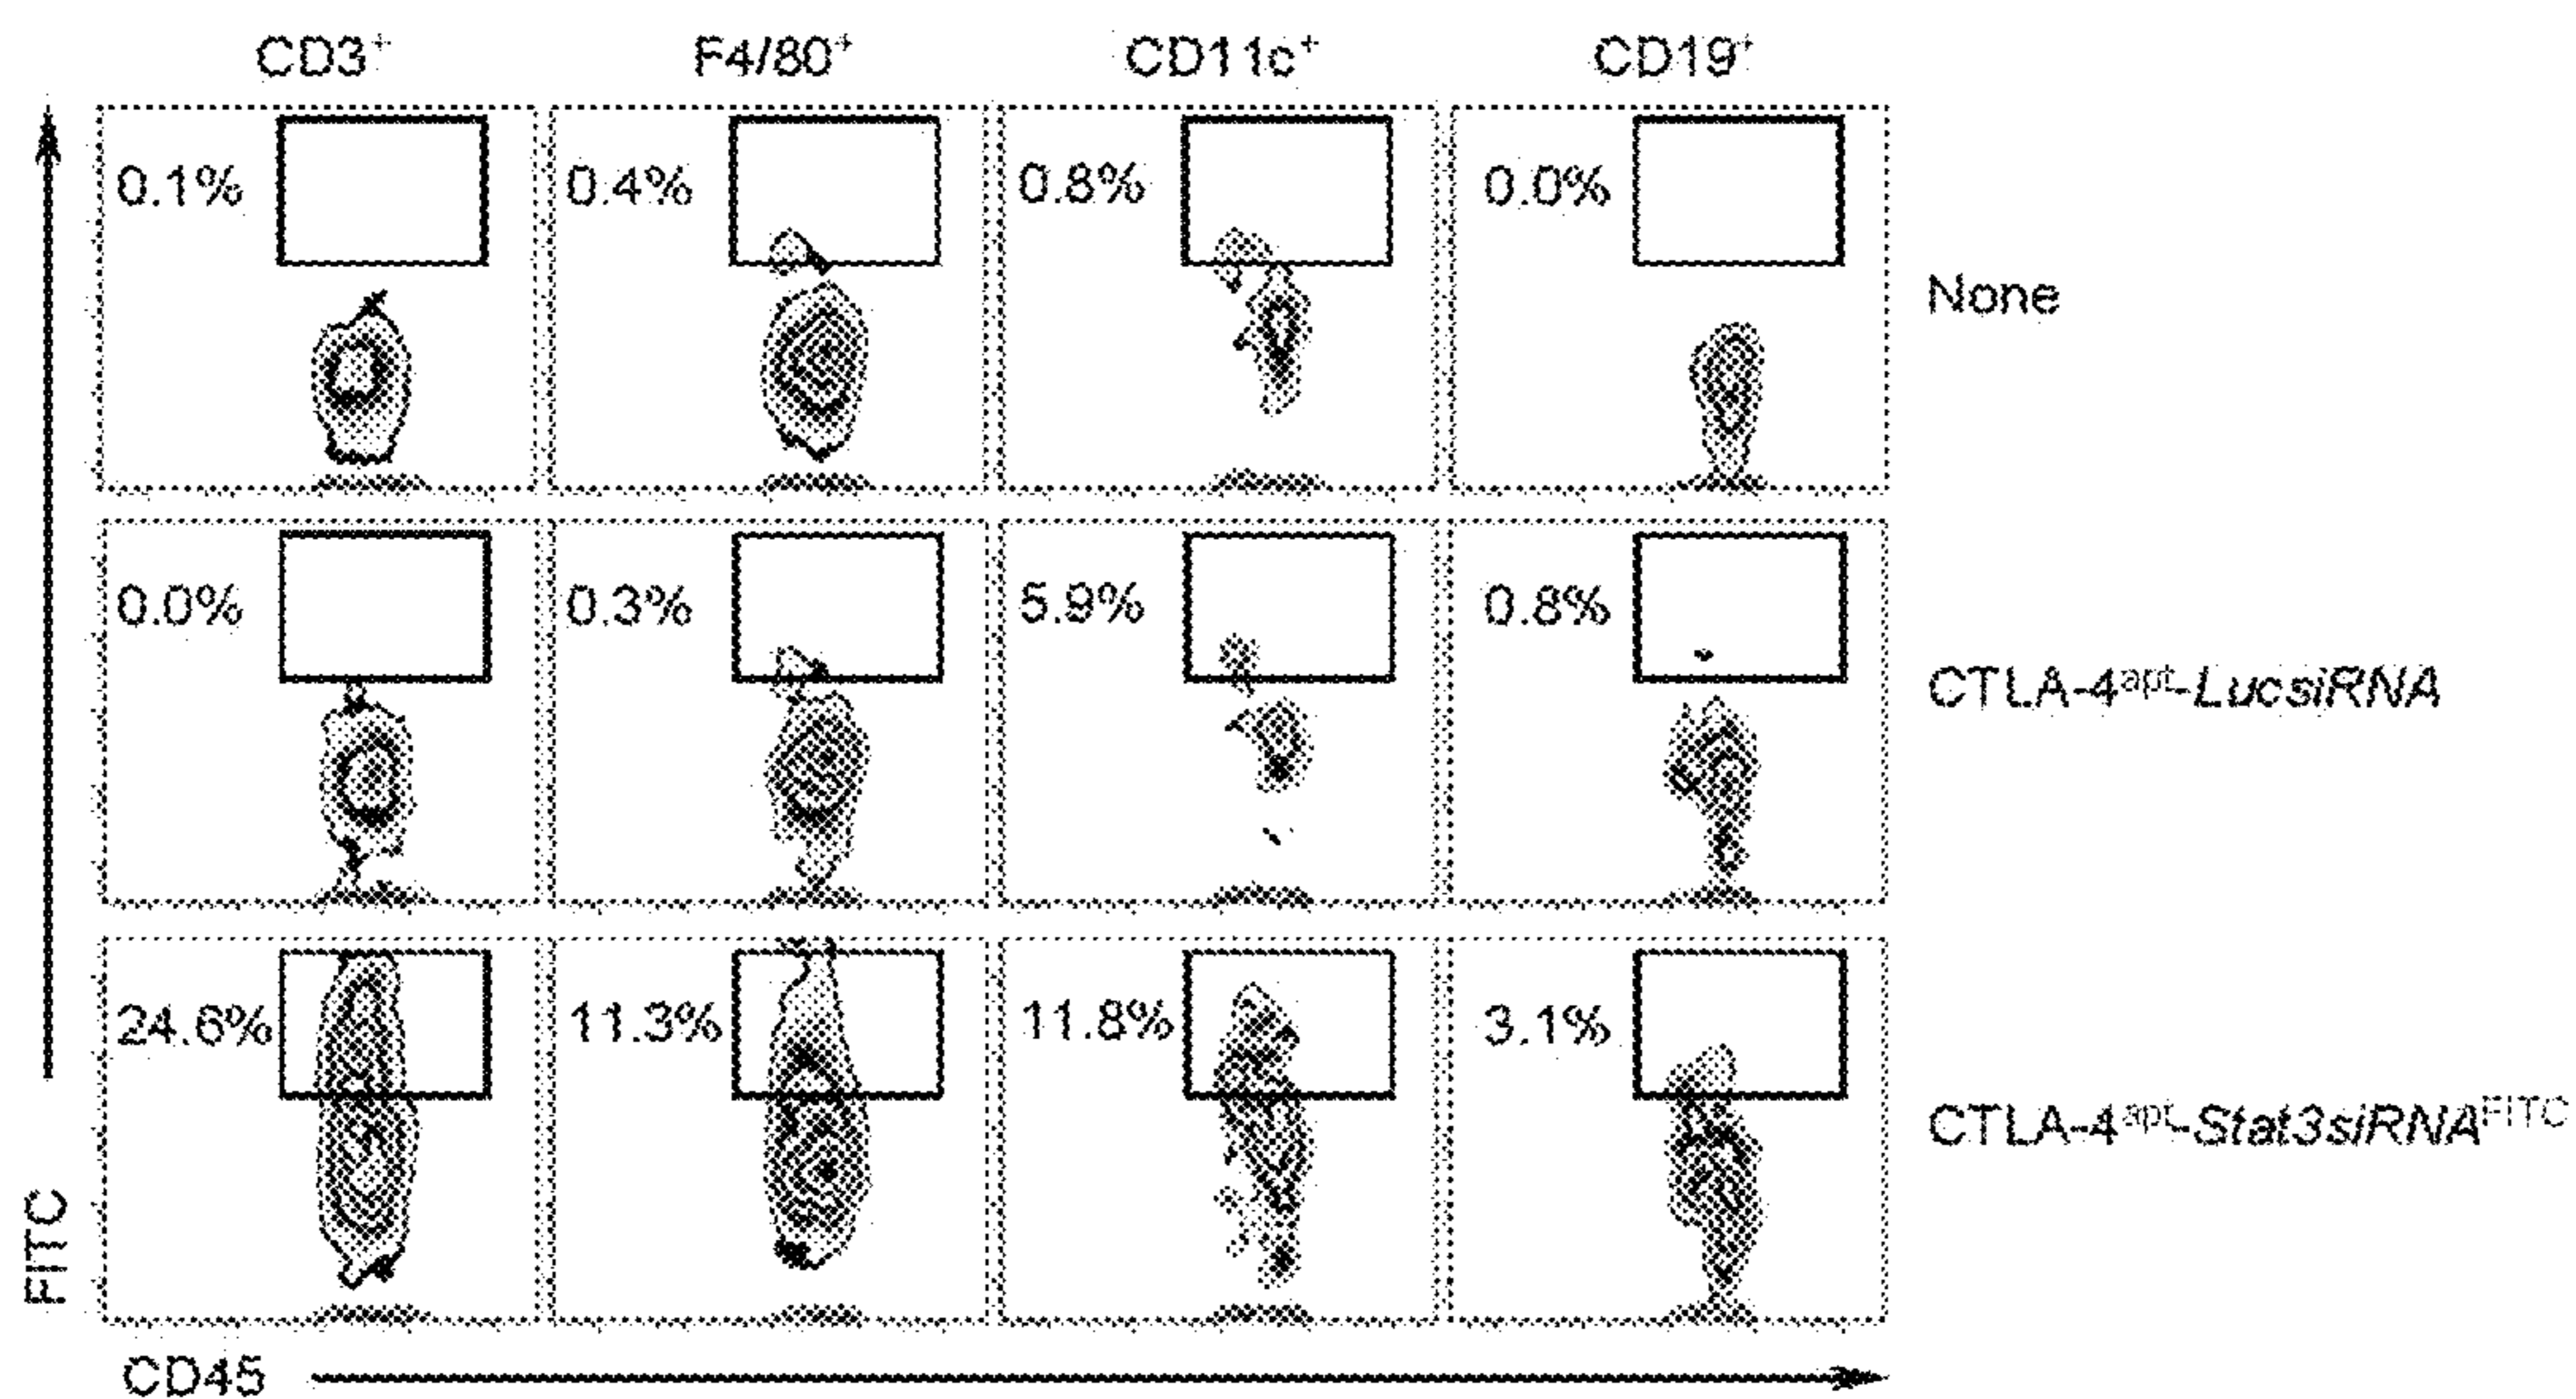 CD3⁺ F4/80⁺ CD11c⁺ CD19⁺
0.1% 0.4% 0.8% 0.0%
None
0.0% 0.3% 5.9% 0.8%
CTLA-4ᵃᵖᵗ-LucsiRNA
24.6% 11.3% 11.8% 3.1%
CTLA-4ᵃᵖᵗ-Stat3siRNAFITC
FITC
CD45